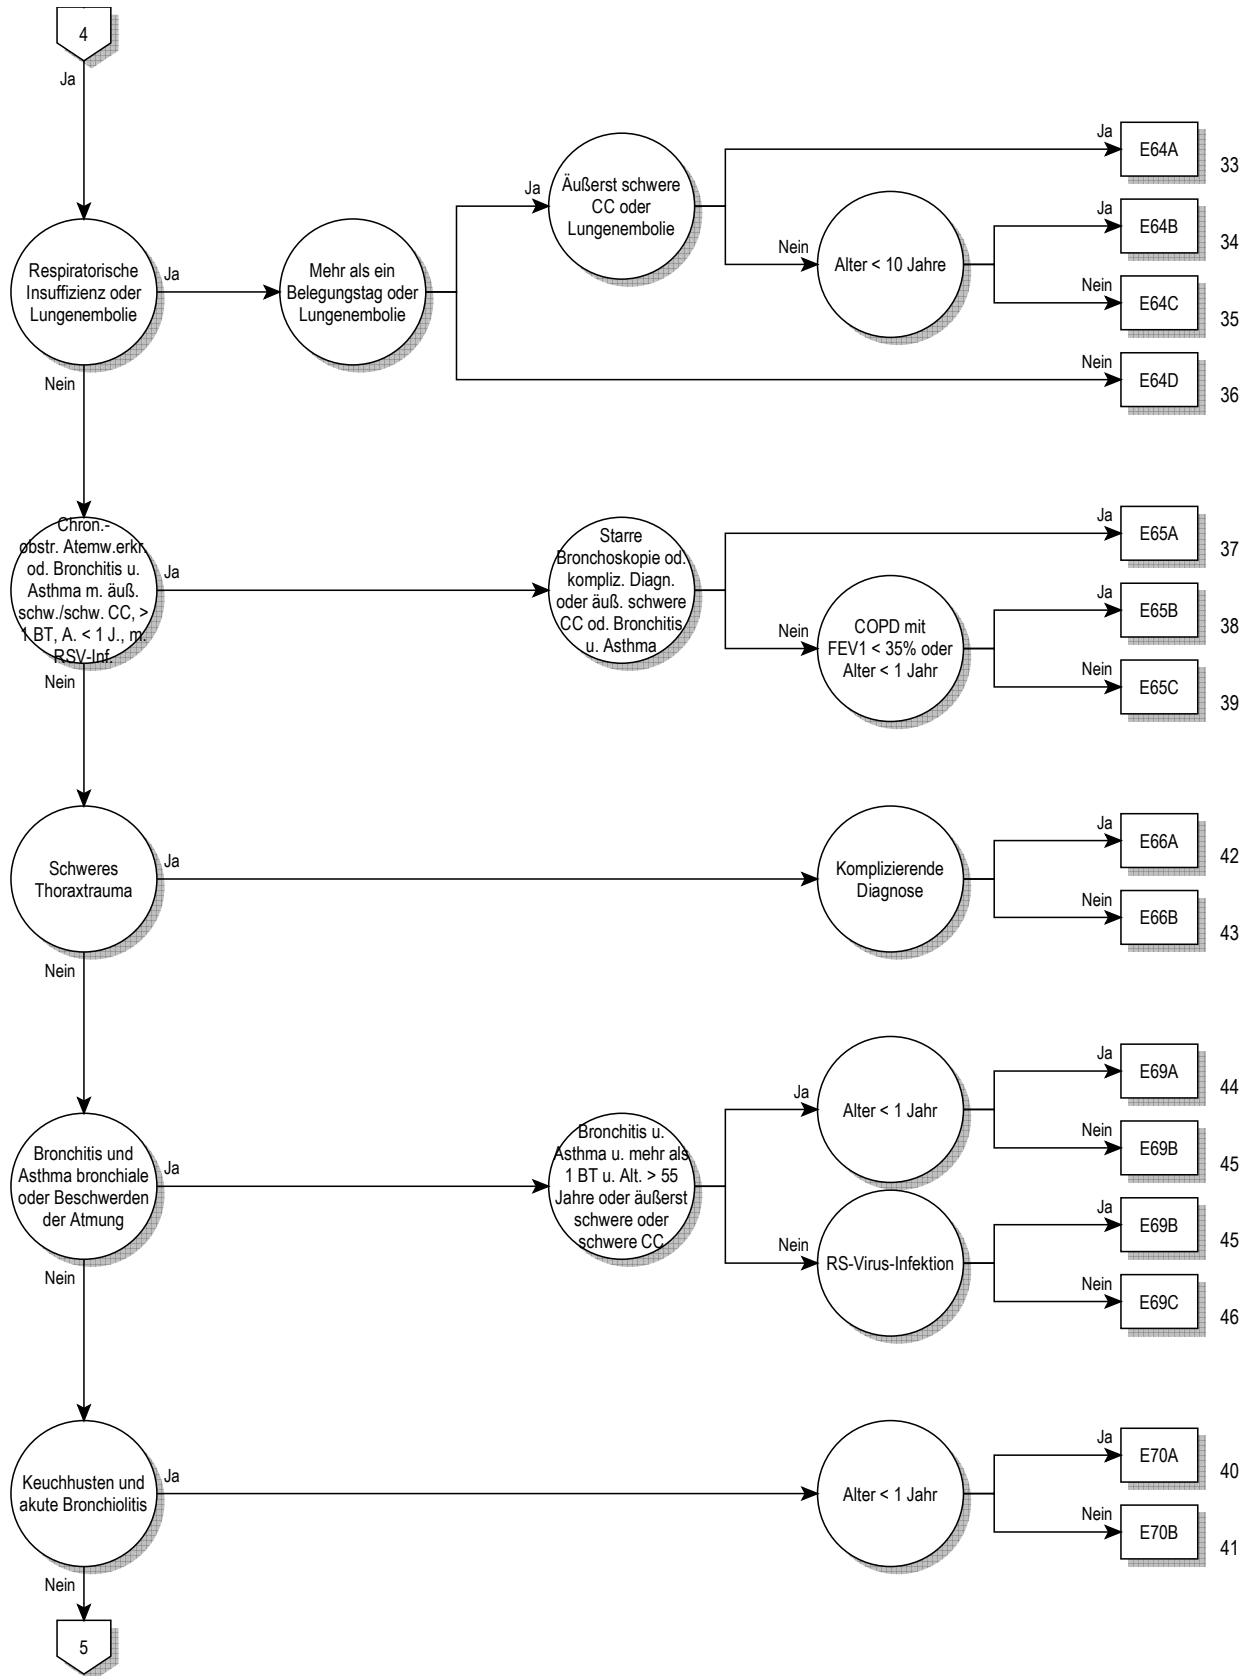 4
Ja
Respiratorische
Insuffizienz oder
Lungenembolie
Ja
Mehr als ein
Belegungstag oder
Lungenembolie
Ja
Äußerst schwere
CC oder
Lungenembolie
Ja
E64A
33
Nein
Alter < 10 Jahre
Ja
E64B
34
Nein
E64C
35
Nein
E64D
36
Nein
Chron.-
obstr. Atemw.erkr.
od. Bronchitis u.
Asthma m. äuß.
schw./schw. CC, >
1 BT, A. < 1 J., m.
RSV-Inf.
Ja
Starre
Bronchoskopie od.
kompliz. Diagn.
oder äuß. schwere
CC od. Bronchitis
u. Asthma
Ja
E65A
37
Nein
COPD mit
FEV1 < 35% oder
Alter < 1 Jahr
Ja
E65B
38
Nein
E65C
39
Nein
Schweres
Thoraxtrauma
Ja
Komplizierende
Diagnose
Ja
E66A
42
Nein
E66B
43
Nein
Bronchitis und
Asthma bronchiale
oder Beschwerden
der Atmung
Ja
Bronchitis u.
Asthma u. mehr als
1 BT u. Alt. > 55
Jahre oder äußerst
schwere oder
schwere CC
Ja
Alter < 1 Jahr
Ja
E69A
44
Nein
E69B
45
Nein
RS-Virus-Infektion
Ja
E69B
45
Nein
E69C
46
Nein
Keuchhusten und
akute Bronchiolitis
Ja
Alter < 1 Jahr
Ja
E70A
40
Nein
E70B
41
Nein
5